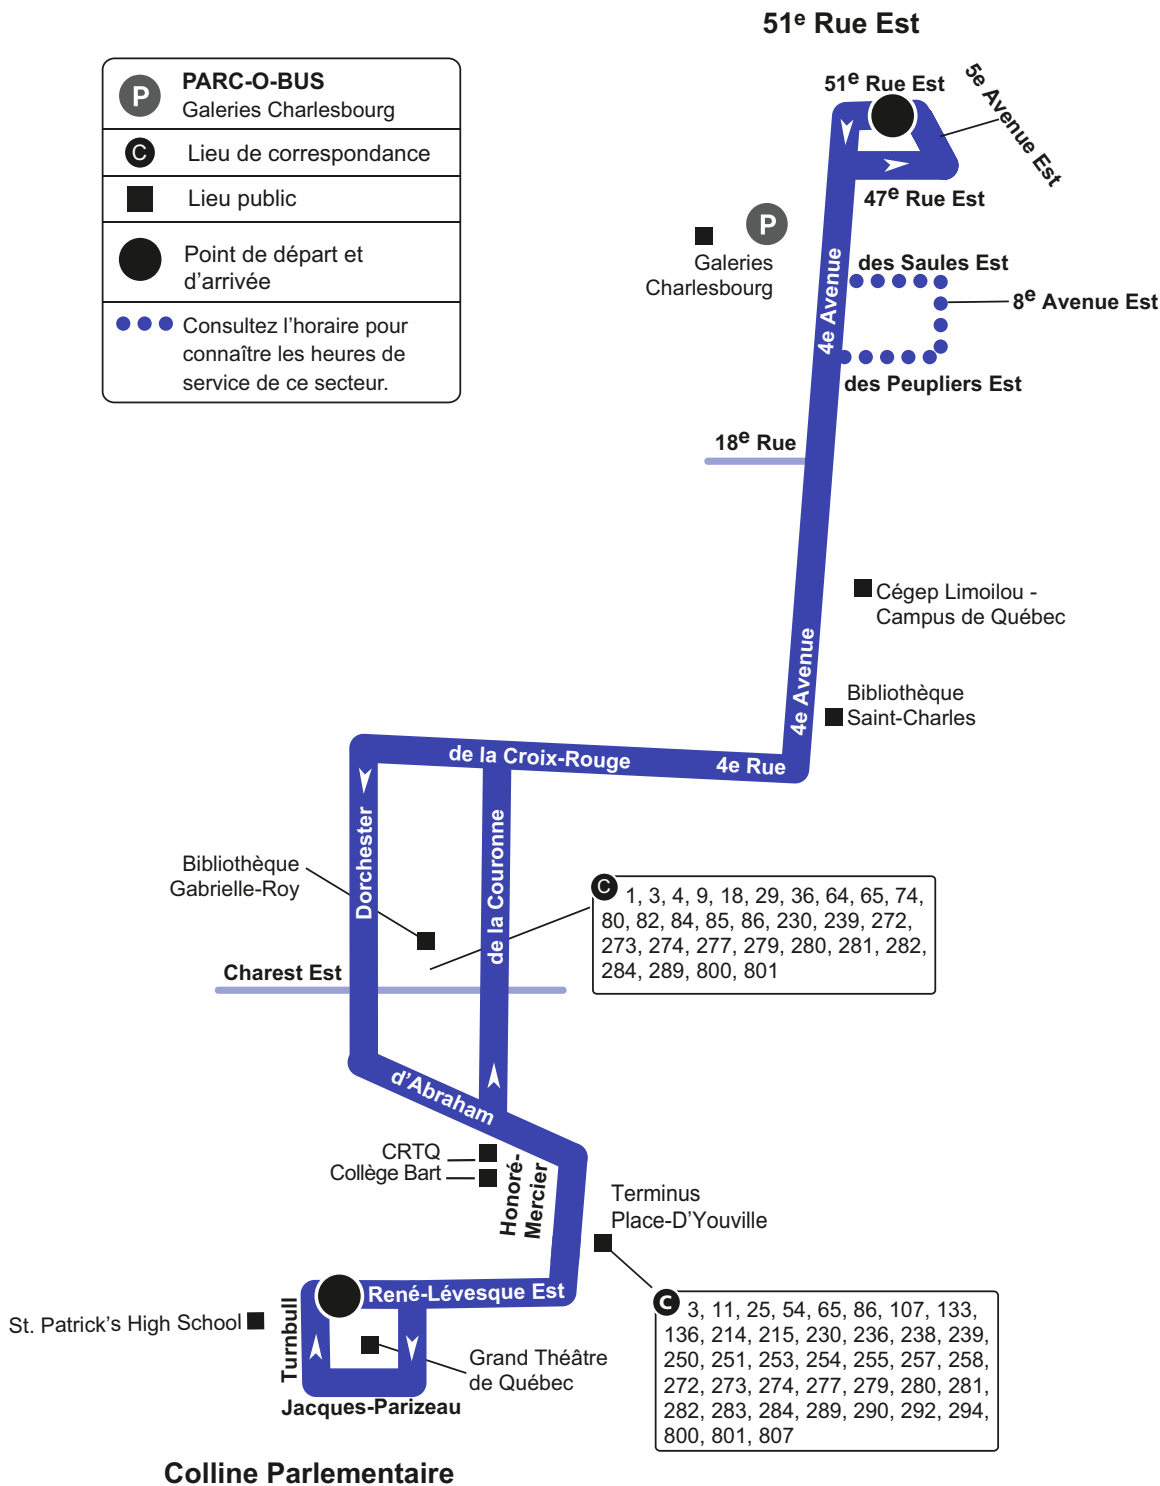 51e Rue Est
P
PARC-O-BUS
Galeries Charlesbourg
C
Lieu de correspondance
Lieu public
Point de départ et
d'arrivée
Consultez l'horaire pour
connaître les heures de
service de ce secteur.
51e Rue Est
5e Avenue Est
47e Rue Est
P
Galeries
Charlesbourg
4e Avenue
des Saules Est
8e Avenue Est
des Peupliers Est
18e Rue
Cégep Limoilou -
Campus de Québec
4e Avenue
Bibliothèque
Saint-Charles
de la Croix-Rouge
4e Rue
Dorchester
de la Couronne
Bibliothèque
Gabrielle-Roy
C
1, 3, 4, 9, 18, 29, 36, 64, 65, 74,
80, 82, 84, 85, 86, 230, 239, 272,
273, 274, 277, 279, 280, 281, 282,
284, 289, 800, 801
Charest Est
d'Abraham
CRTQ
Collège Bart
Honoré-
Mercier
Terminus
Place-D'Youville
René-Lévesque Est
St. Patrick's High School
Turnbull
Grand Théâtre
de Québec
Jacques-Parizeau
C
3, 11, 25, 54, 65, 86, 107, 133,
136, 214, 215, 230, 236, 238, 239,
250, 251, 253, 254, 255, 257, 258,
272, 273, 274, 277, 279, 280, 281,
282, 283, 284, 289, 290, 292, 294,
800, 801, 807
Colline Parlementaire